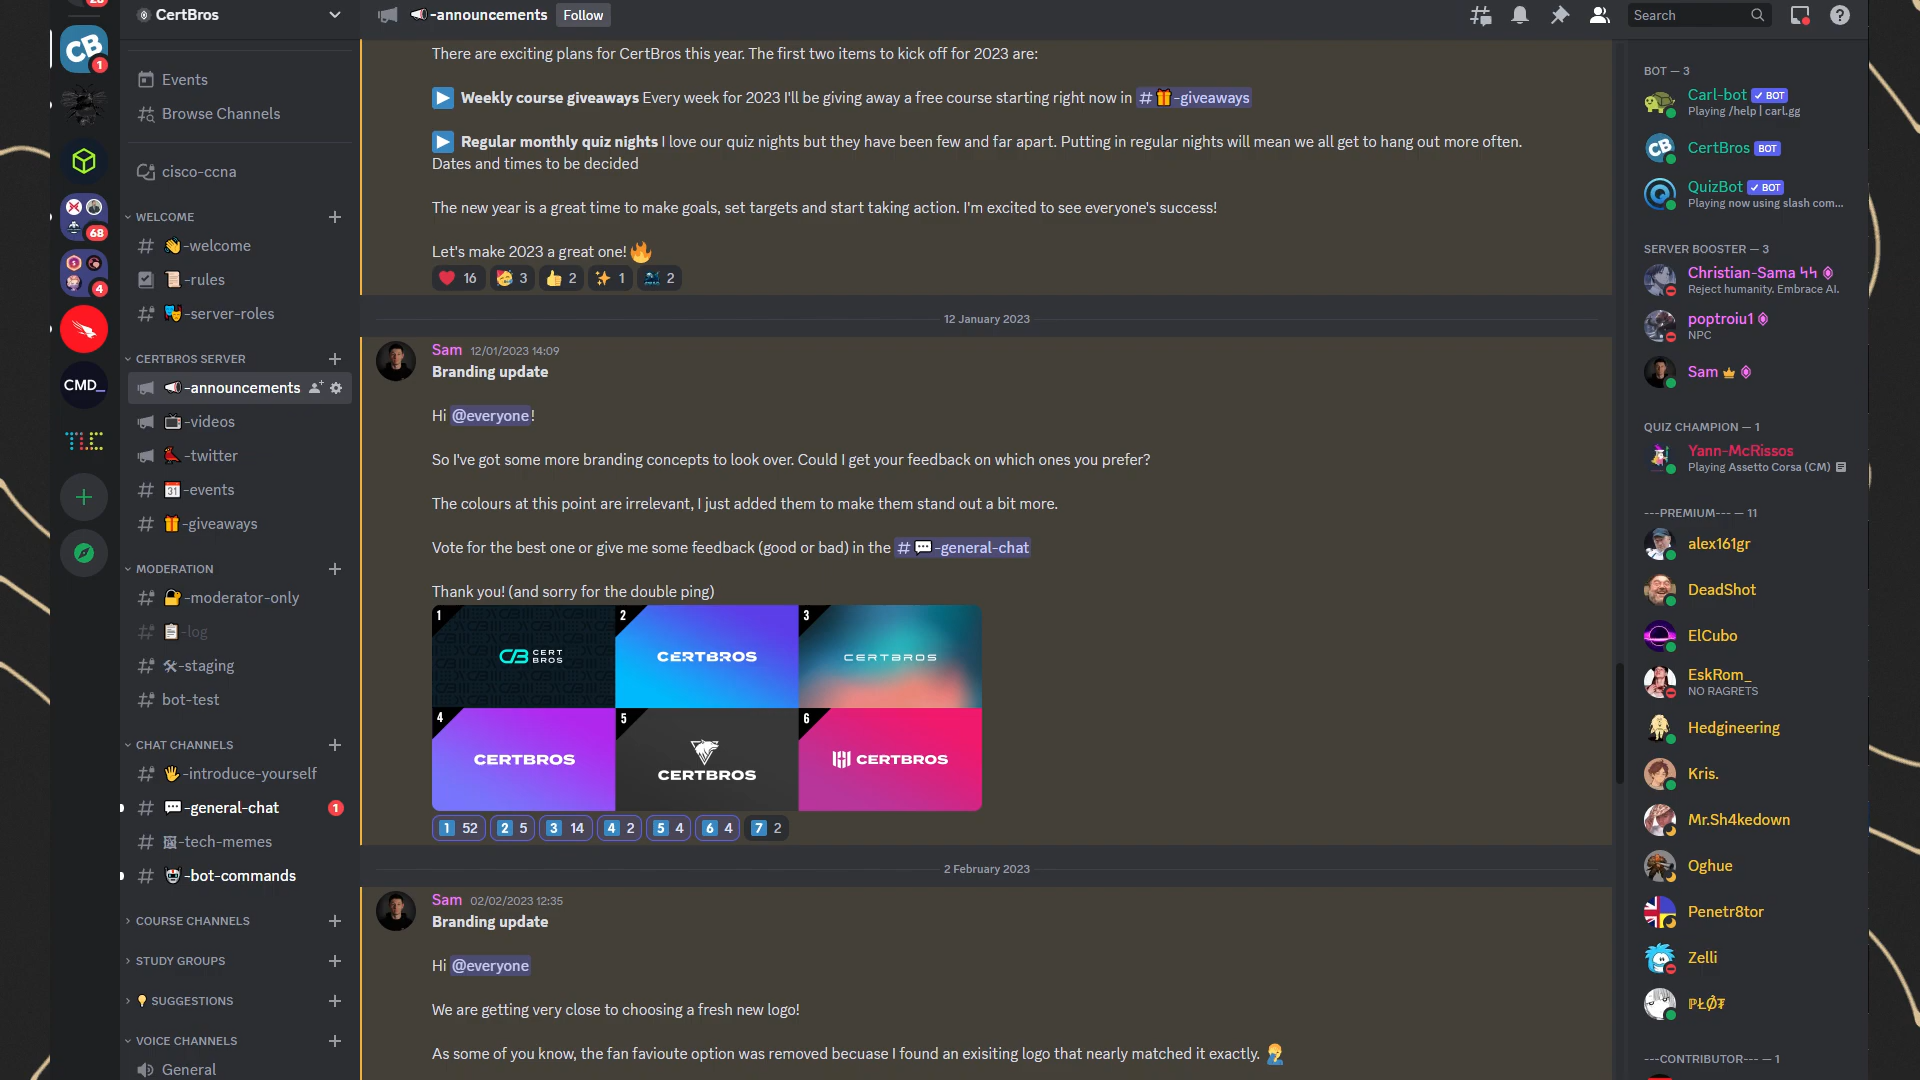 28
CertBros
📢-announcements
Follow
Search
CB
1
68
4
CMD_
TLC
Events
Browse Channels
cisco-ccna
WELCOME
👋-welcome
📜-rules
🎭-server-roles
CERTBROS SERVER
📢-announcements
📺-videos
🐦-twitter
📅-events
🎁-giveaways
MODERATION
🔐-moderator-only
📋-log
🛠-staging
bot-test
CHAT CHANNELS
🖐-introduce-yourself
💬-general-chat
1
🖼-tech-memes
🤖-bot-commands
COURSE CHANNELS
STUDY GROUPS
💡 SUGGESTIONS
VOICE CHANNELS
General
There are exciting plans for CertBros this year. The first two items to kick off for 2023 are:
▶ Weekly course giveaways Every week for 2023 I'll be giving away a free course starting right now in # 🎁-giveaways
▶ Regular monthly quiz nights I love our quiz nights but they have been few and far apart. Putting in regular nights will mean we all get to hang out more often.
Dates and times to be decided
The new year is a great time to make goals, set targets and start taking action. I'm excited to see everyone's success!
Let's make 2023 a great one! 🔥
❤ 16 🥳 3 👍 2 ✨ 1 2
12 January 2023
Sam 12/01/2023 14:09
Branding update
Hi @everyone!
So I've got some more branding concepts to look over. Could I get your feedback on which ones you prefer?
The colours at this point are irrelevant, I just added them to make them stand out a bit more.
Vote for the best one or give me some feedback (good or bad) in the # 💬-general-chat
Thank you! (and sorry for the double ping)
1 CB CERT BROS
2 CERTBROS
3 CERTBROS
4 CERTBROS
5 CERTBROS
6 CERTBROS
1 52 2 5 3 14 4 2 5 4 6 4 7 2
2 February 2023
Sam 02/02/2023 12:35
Branding update
Hi @everyone
We are getting very close to choosing a fresh new logo!
As some of you know, the fan favioute option was removed becuase I found an exisiting logo that nearly matched it exactly. 🤦
BOT — 3
Carl-bot ✓ BOT
Playing /help | carl.gg
CertBros BOT
QuizBot ✓ BOT
Playing now using slash com...
SERVER BOOSTER — 3
Christian-Sama ϟϟ
Reject humanity. Embrace AI.
poptroiu1
NPC
Sam
QUIZ CHAMPION — 1
Yann-McRissos
Playing Assetto Corsa (CM)
---PREMIUM--- — 11
alex161gr
DeadShot
ElCubo
EskRom_
NO RAGRETS
Hedgineering
Kris.
Mr.Sh4kedown
Oghue
Penetr8tor
Zelli
---CONTRIBUTOR--- — 1